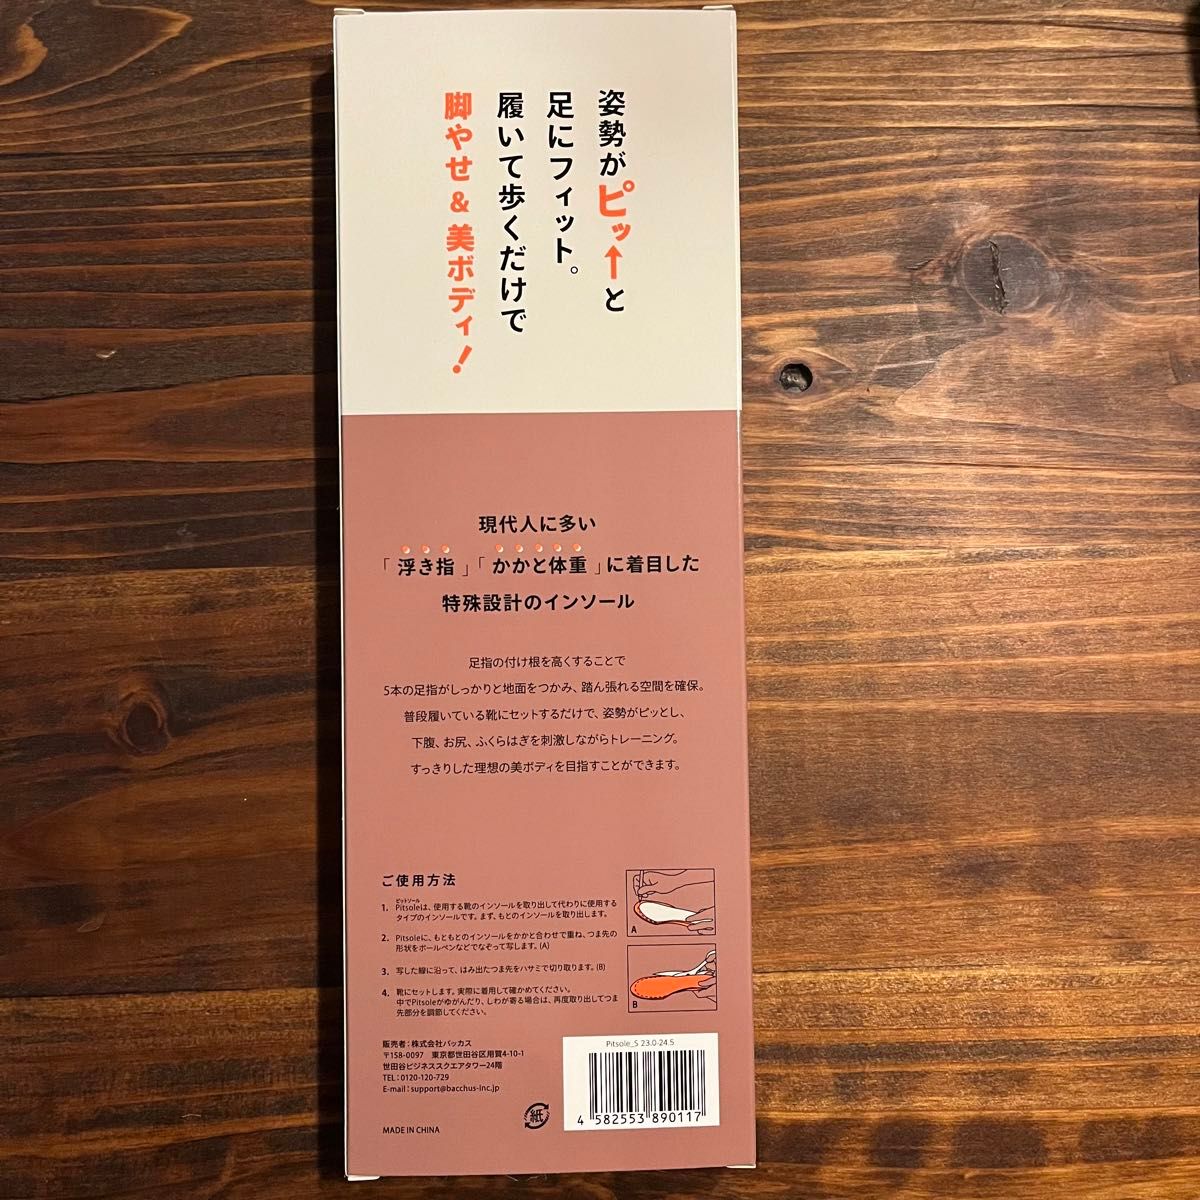 姿勢がピッ↑と
足にフィット。
履いて歩くだけで
脚やせ&美ボディ!
現代人に多い
「浮き指」「かかと体重」に着目した
特殊設計のインソール
足指の付け根を高くすることで
5本の足指がしっかりと地面をつかみ、踏ん張れる空間を確保。
普段履いている靴にセットするだけで、姿勢がピッとし、
下腹、お尻、ふくらはぎを刺激しながらトレーニング。
すっきりした理想の美ボディを目指すことができます。
ご使用方法
ピットソール
1. Pitsoleは、使用する靴のインソールを取り出して代わりに使用する
タイプのインソールです。まず、もとのインソールを取り出します。
2. Pitsoleに、もともとのインソールをかかと合わせで重ね、つま先の
形状をボールペンなどでなぞって写します。(A)
3. 写した線に沿って、はみ出たつま先をハサミで切り取ります。(B)
4. 靴にセットします。実際に着用して確かめてください。
中でPitsoleがゆがんだり、しわが寄る場合は、再度取り出してつま
先部分を調節してください。
A
B
販売者:株式会社バッカス
〒158-0097 東京都世田谷区用賀4-10-1
世田谷ビジネススクエアタワー24階
TEL:0120-120-729
E-mail:support@bacchus-inc.jp
紙
MADE IN CHINA
Pitsole_S 23.0-24.5
4 582553 890117